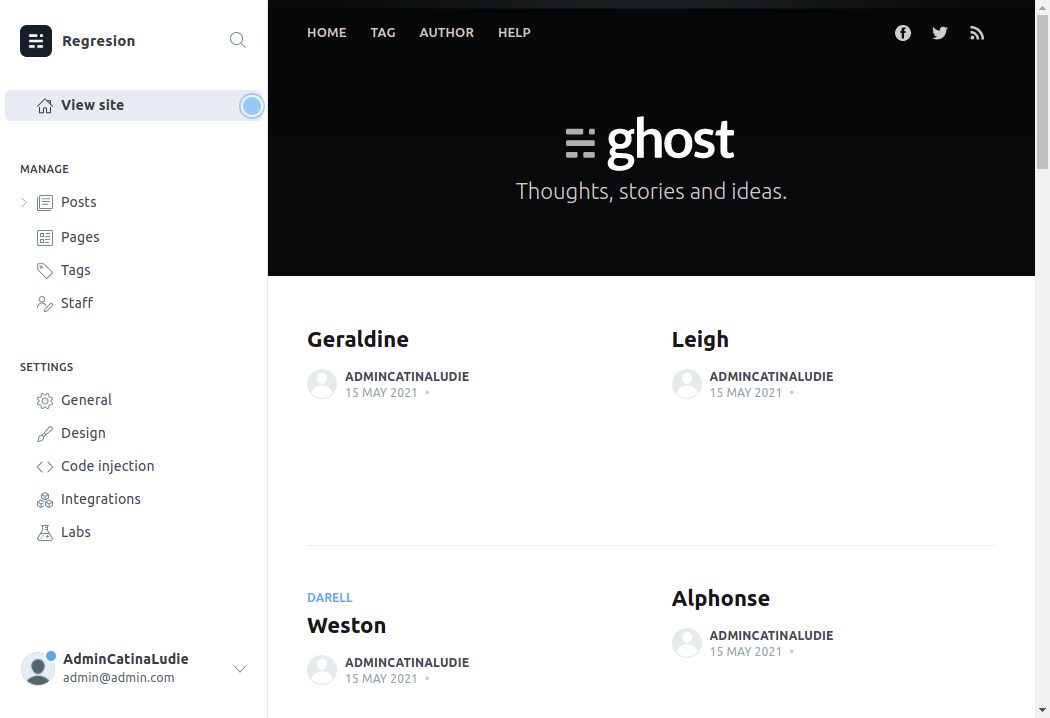 Regresion
View site
MANAGE
Posts
Pages
Tags
Staff
SETTINGS
General
Design
Code injection
Integrations
Labs
AdminCatinaLudie
admin@admin.com
HOME TAG AUTHOR HELP
ghost
Thoughts, stories and ideas.
Geraldine
ADMINCATINALUDIE
15 MAY 2021 •
Leigh
ADMINCATINALUDIE
15 MAY 2021 •
DARELL
Weston
ADMINCATINALUDIE
15 MAY 2021 •
Alphonse
ADMINCATINALUDIE
15 MAY 2021 •